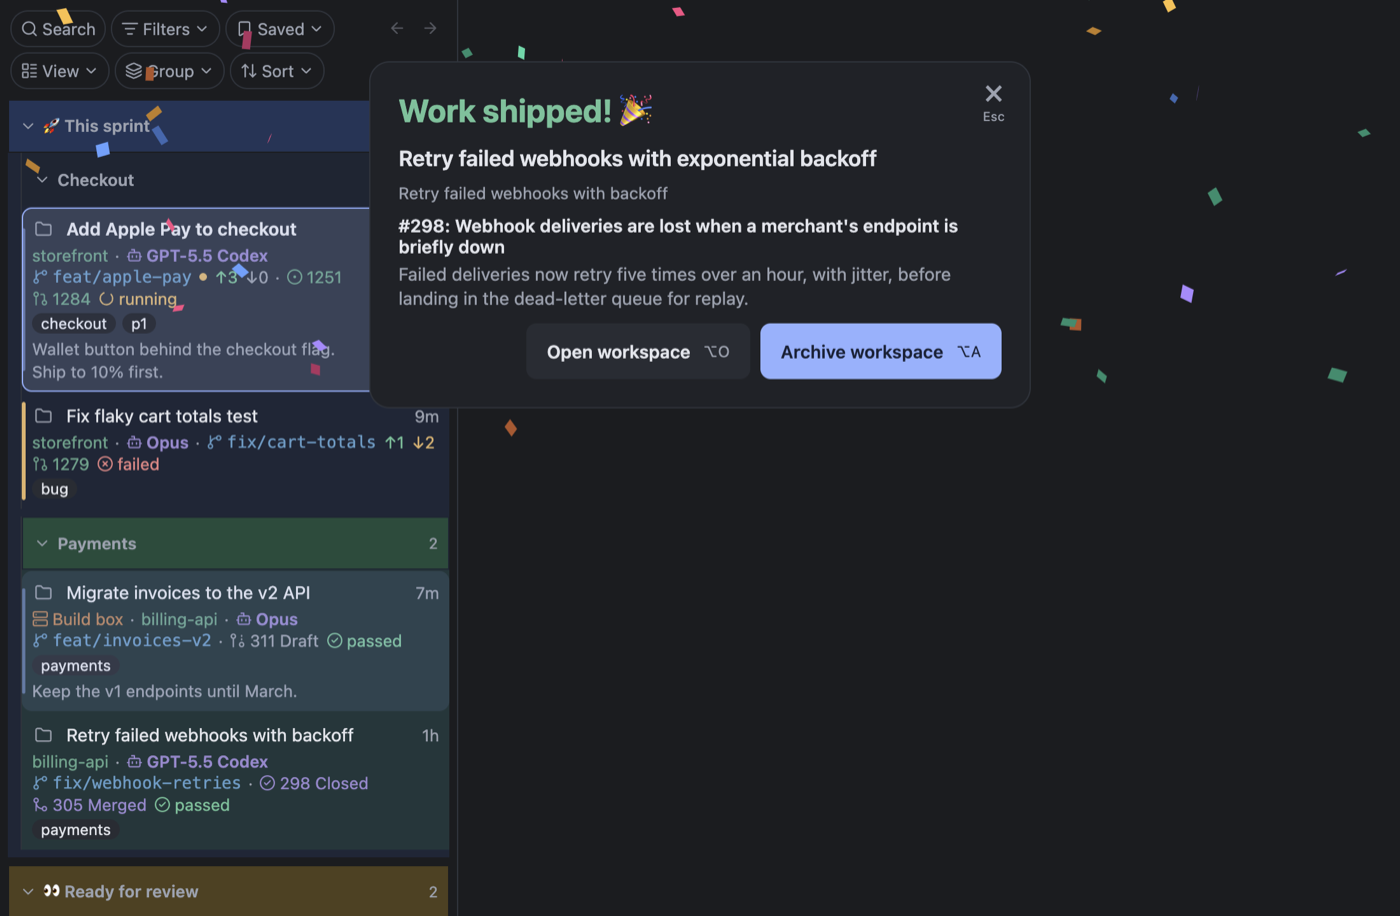 Search Filters Saved
View Group Sort
🚀 This sprint
Checkout
Add Apple Pay to checkout
storefront · GPT-5.5 Codex
feat/apple-pay ● ↑3 ↓0 · 1251
1284 running
checkout p1
Wallet button behind the checkout flag.
Ship to 10% first.
Fix flaky cart totals test 9m
storefront · Opus · fix/cart-totals ↑1 ↓2
1279 failed
bug
Payments 2
Migrate invoices to the v2 API 7m
Build box · billing-api · Opus
feat/invoices-v2 · 311 Draft passed
payments
Keep the v1 endpoints until March.
Retry failed webhooks with backoff 1h
billing-api · GPT-5.5 Codex
fix/webhook-retries · 298 Closed
305 Merged passed
payments
👀 Ready for review 2
Work shipped! 🎉
Esc
Retry failed webhooks with exponential backoff
Retry failed webhooks with backoff
#298: Webhook deliveries are lost when a merchant's endpoint is
briefly down
Failed deliveries now retry five times over an hour, with jitter, before
landing in the dead-letter queue for replay.
Open workspace ⌥O Archive workspace ⌥A